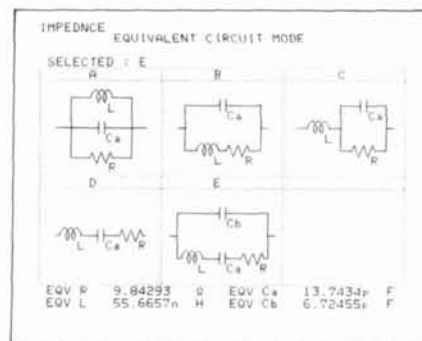 IMPEDNCE
EQUIVALENT CIRCUIT MODE
SELECTED : E
A B C
L Ca R
Ca L R
L Ca R
D E
L Ca R
Cb L Ca R
EQV R 9.84293 Ω EQV Ca 13.7434p F
EQV L 55.6657n H EQV Cb 6.72455p F